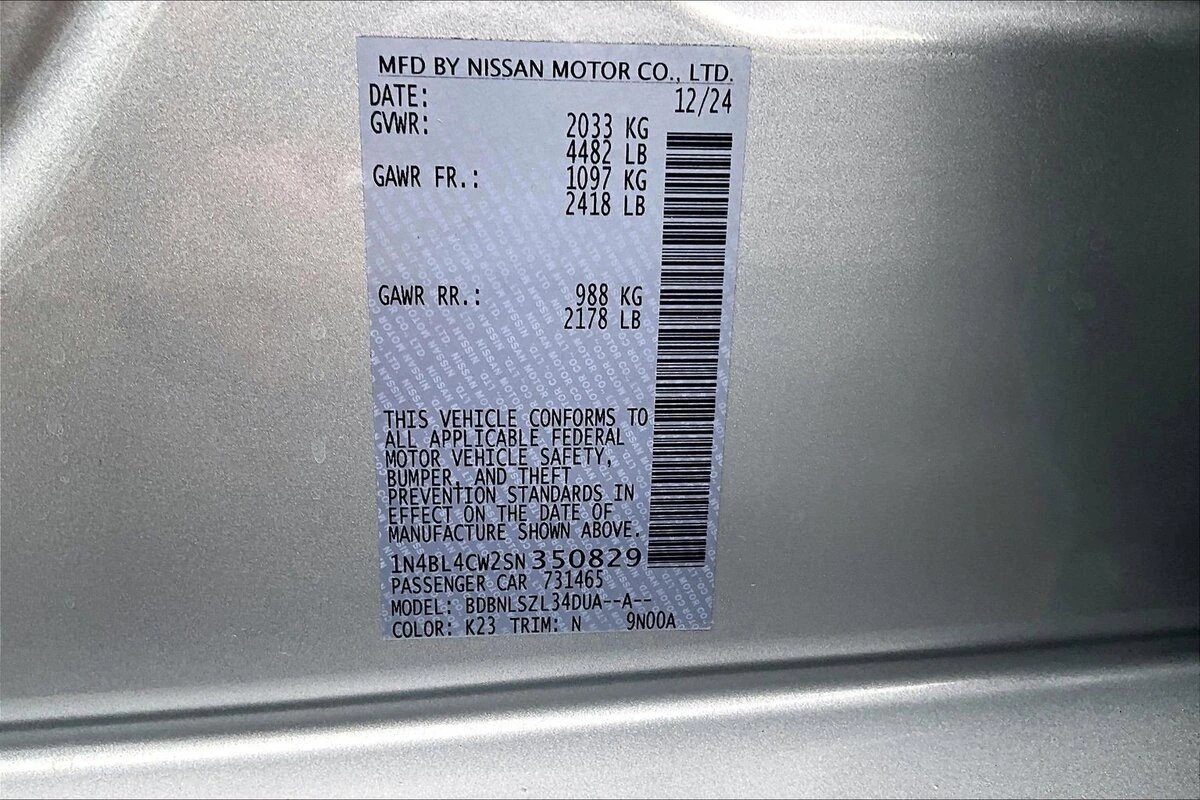 MFD BY NISSAN MOTOR CO., LTD.
DATE: 12/24
GVWR: 2033 KG
4482 LB
GAWR FR.: 1097 KG
2418 LB
GAWR RR.: 988 KG
2178 LB
THIS VEHICLE CONFORMS TO
ALL APPLICABLE FEDERAL
MOTOR VEHICLE SAFETY,
BUMPER, AND THEFT
PREVENTION STANDARDS IN
EFFECT ON THE DATE OF
MANUFACTURE SHOWN ABOVE.
1N4BL4CW2SN350829
PASSENGER CAR 731465
MODEL: BDBNLSZL34DUA--A--
COLOR: K23 TRIM: N 9N00A